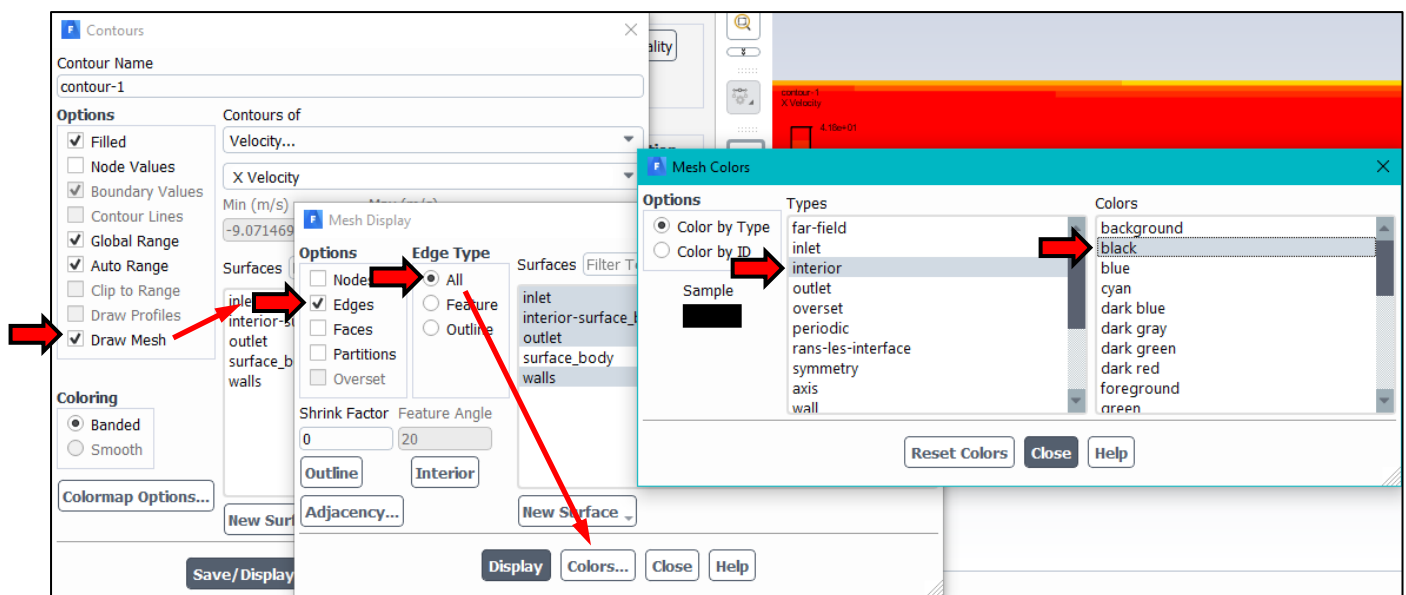 Contours
Contour Name
contour-1
Options
Filled
Node Values
Boundary Values
Contour Lines
Global Range
Auto Range
Clip to Range
Draw Profiles
Draw Mesh
Coloring
Banded
Smooth
Colormap Options...
Contours of
Velocity...
X Velocity
Min (m/s)
-9.071469
Surfaces
interior-su
outlet
surface_b
walls
New Surf
Save/Display
ality
contour-1
X Velocity
4.16e+01
Mesh Display
Options
Nodes
Edges
Faces
Partitions
Overset
Shrink Factor
0
Outline
Adjacency...
Edge Type
All
Feature
Outline
Feature Angle
20
Interior
Surfaces
Filter T
inlet
interior-surface_b
outlet
surface_body
walls
New Surface
Display
Colors...
Close
Help
Mesh Colors
Options
Color by Type
Color by ID
Sample
Types
far-field
inlet
interior
outlet
overset
periodic
rans-les-interface
symmetry
axis
wall
Colors
background
black
blue
cyan
dark blue
dark gray
dark green
dark red
foreground
green
Reset Colors
Close
Help